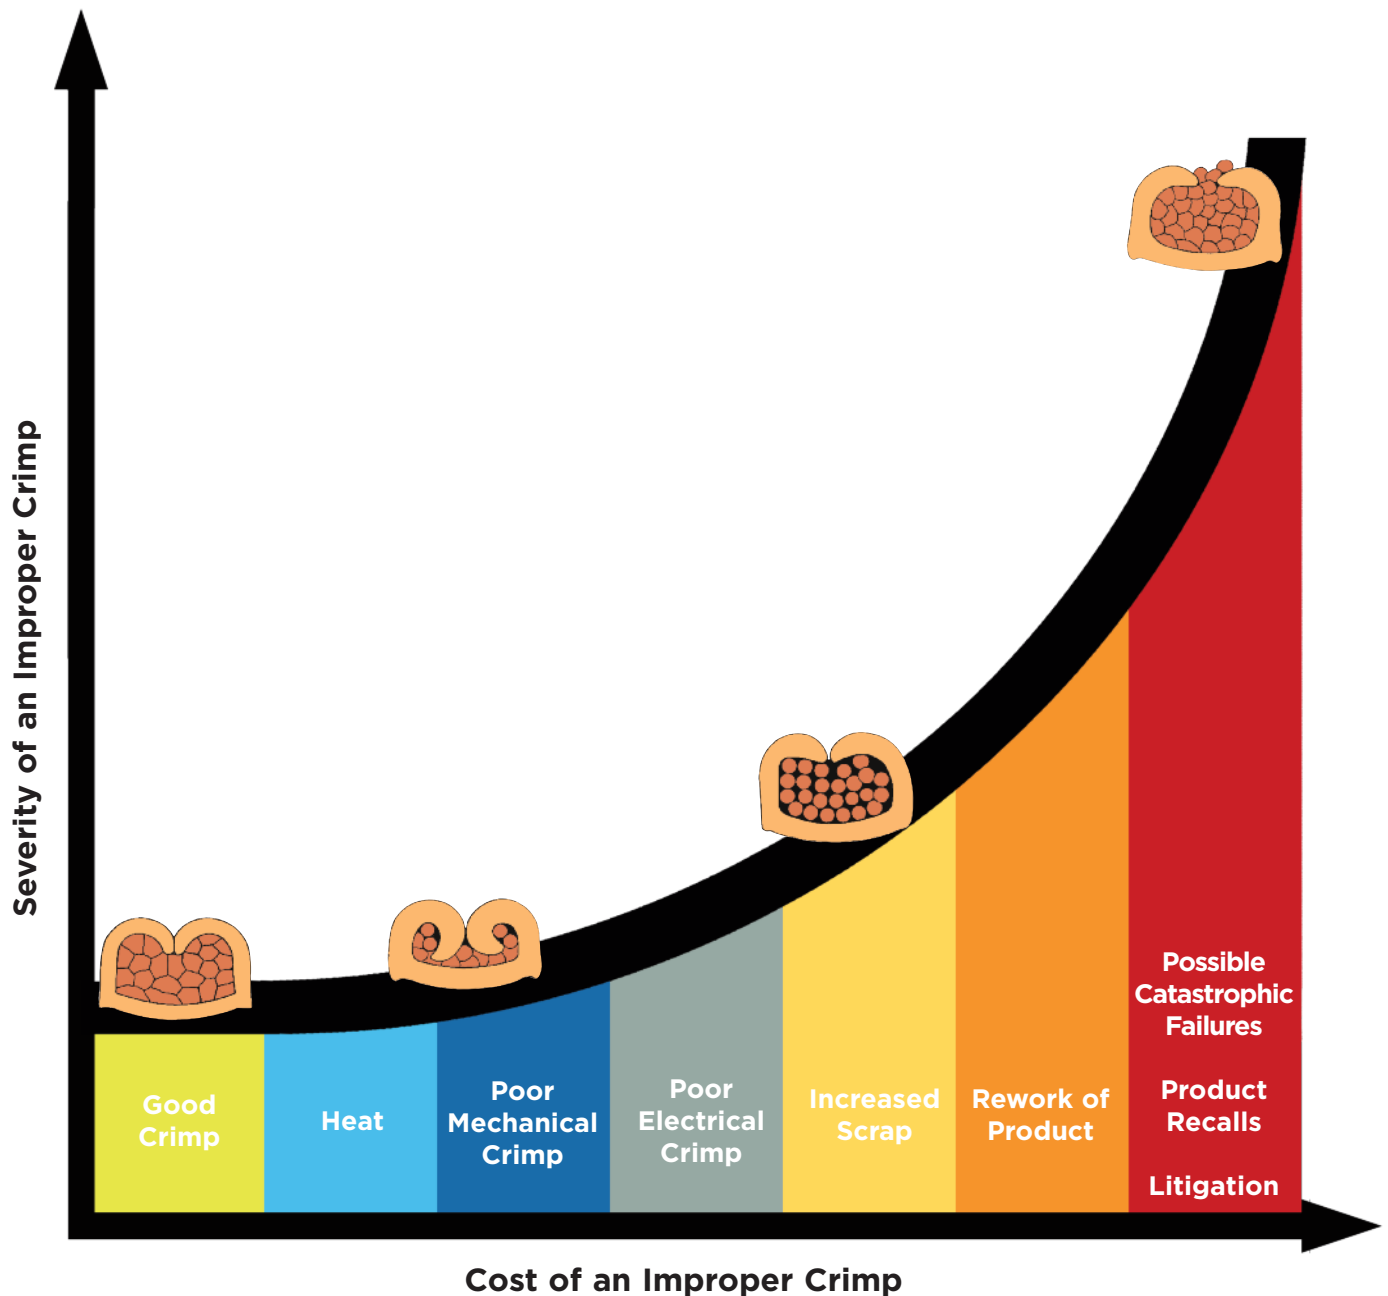 Severity of an Improper Crimp
Good
Crimp
Heat
Poor
Mechanical
Crimp
Poor
Electrical
Crimp
Increased
Scrap
Rework of
Product
Possible
Catastrophic
Failures
Product
Recalls
Litigation
Cost of an Improper Crimp